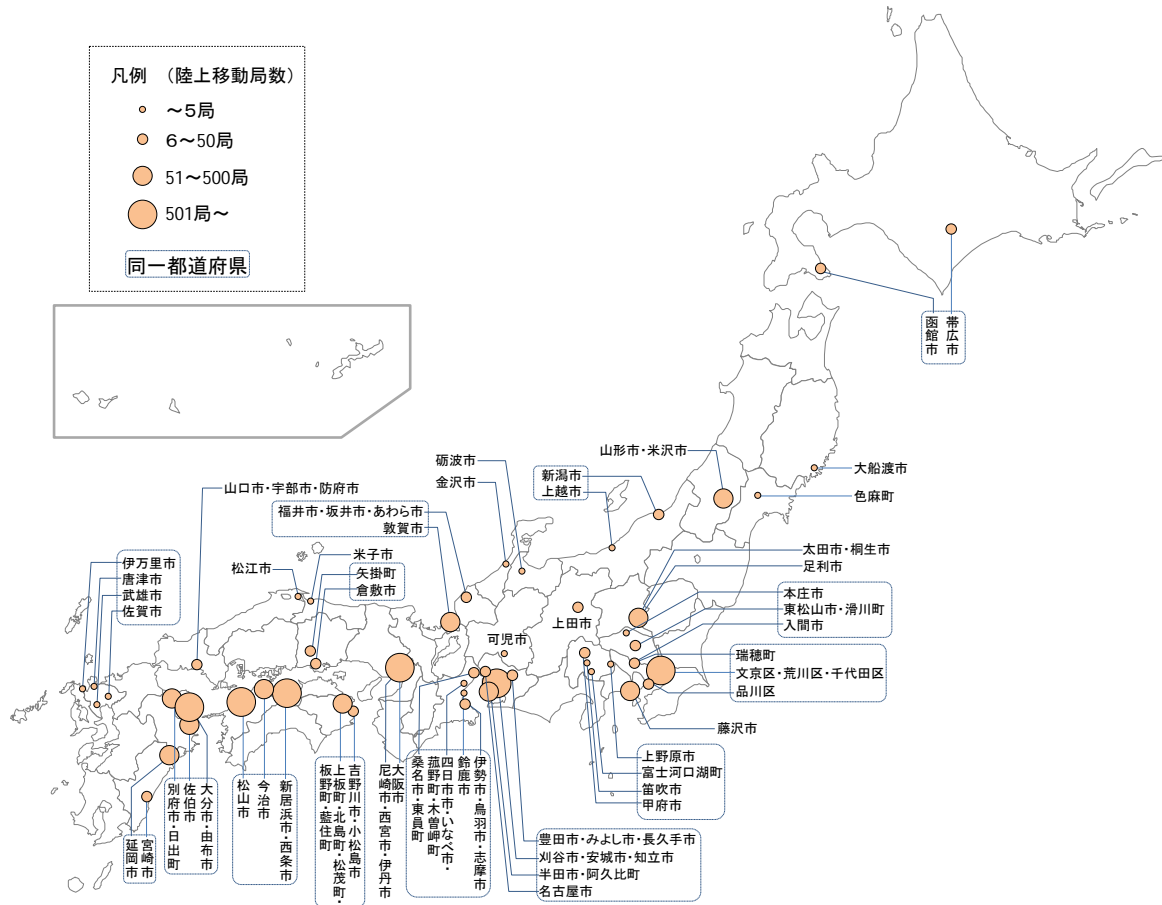 凡例　（陸上移動局数）
～５局
６～50局
51～500局
501局～
同一都道府県
函館市
帯広市
大船渡市
色麻町
山形市・米沢市
新潟市
上越市
砺波市
金沢市
福井市・坂井市・あわら市
敦賀市
山口市・宇部市・防府市
米子市
松江市
矢掛町
倉敷市
伊万里市
唐津市
武雄市
佐賀市
太田市・桐生市
足利市
本庄市
東松山市・滑川町
入間市
瑞穂町
文京区・荒川区・千代田区
品川区
藤沢市
上田市
可児市
上野原市
富士河口湖町
笛吹市
甲府市
豊田市・みよし市・長久手市
刈谷市・安城市・知立市
半田市・阿久比町
名古屋市
伊勢市・鳥羽市・志摩市
鈴鹿市
四日市市・いなべ市・
菰野町・木曽岬町
桑名市・東員町
大阪市
尼崎市・西宮市・伊丹市
吉野川市・小松島市
上板町・北島町・松茂町・
板野町・藍住町
新居浜市・西条市
今治市
松山市
大分市・由布市
佐伯市
別府市・日出町
宮崎市
延岡市